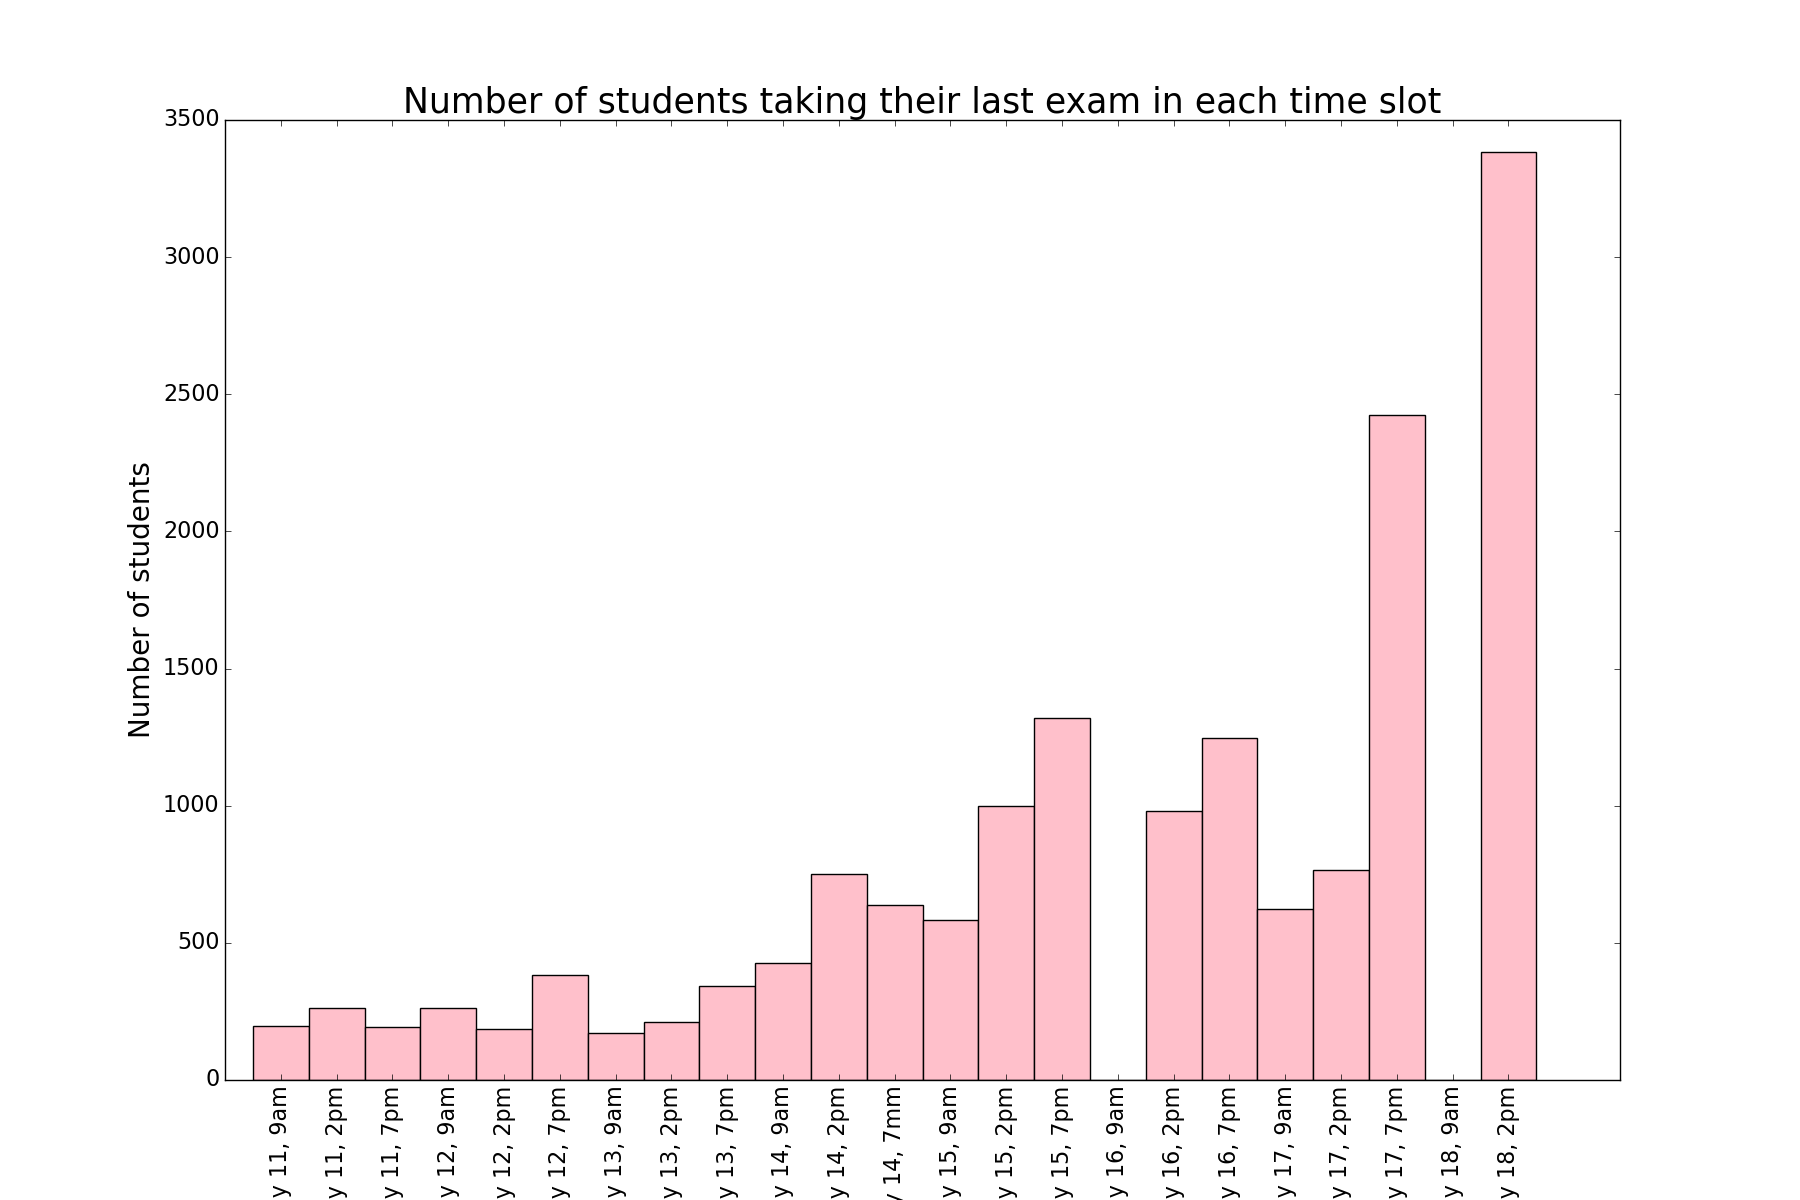 Number of students taking their last exam in each time slot
3500
3000
2500
2000
1500
1000
500
0
Number of students
y 11, 9am
y 11, 2pm
y 11, 7pm
y 12, 9am
y 12, 2pm
y 12, 7pm
y 13, 9am
y 13, 2pm
y 13, 7pm
y 14, 9am
y 14, 2pm
y 14, 7mm
y 15, 9am
y 15, 2pm
y 15, 7pm
y 16, 9am
y 16, 2pm
y 16, 7pm
y 17, 9am
y 17, 2pm
y 17, 7pm
y 18, 9am
y 18, 2pm